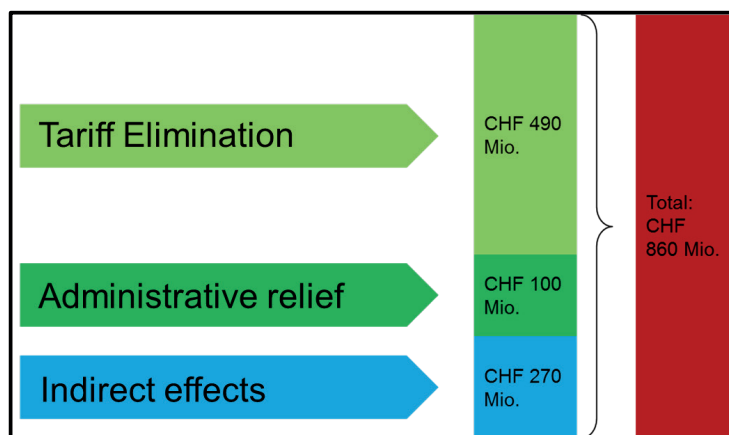 Tariff Elimination
CHF 490
Mio.
Administrative relief
CHF 100
Mio.
Indirect effects
CHF 270
Mio.
Total:
CHF
860 Mio.